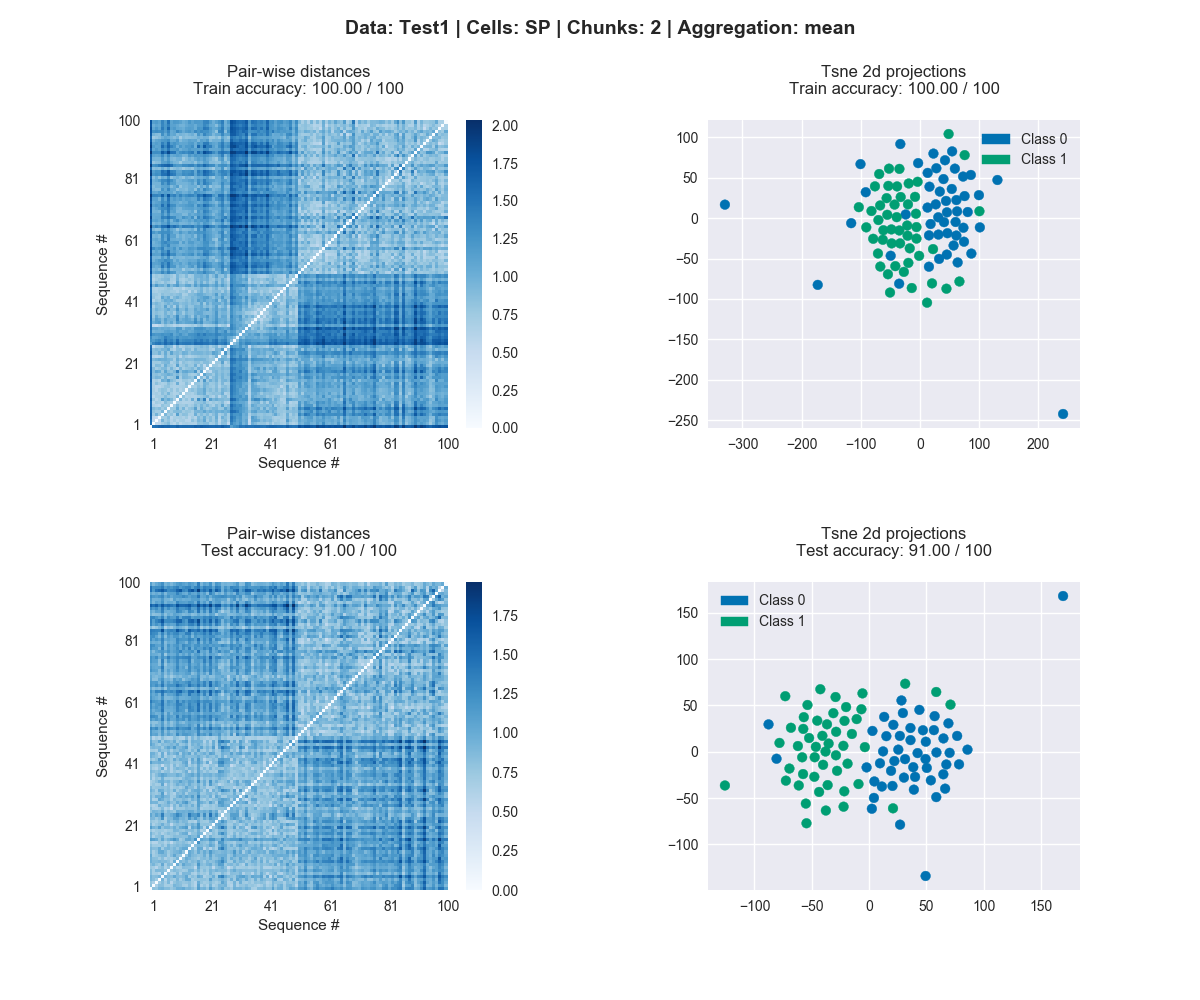 Data: Test1 | Cells: SP | Chunks: 2 | Aggregation: mean
Pair-wise distances
Train accuracy: 100.00 / 100
100
81
61
41
21
1
Sequence #
1 21 41 61 81 100
Sequence #
2.00
1.75
1.50
1.25
1.00
0.75
0.50
0.25
0.00
Tsne 2d projections
Train accuracy: 100.00 / 100
Class 0
Class 1
100
50
0
−50
−100
−150
−200
−250
−300 −200 −100 0 100 200
Pair-wise distances
Test accuracy: 91.00 / 100
100
81
61
41
21
1
Sequence #
1 21 41 61 81 100
Sequence #
1.75
1.50
1.25
1.00
0.75
0.50
0.25
0.00
Tsne 2d projections
Test accuracy: 91.00 / 100
Class 0
Class 1
150
100
50
0
−50
−100
−100 −50 0 50 100 150